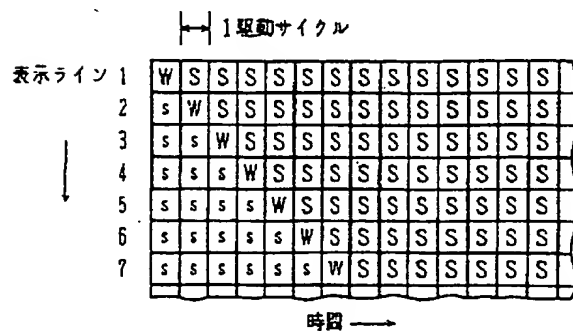 1駆動サイクル
表示ライン 1 W S S S S S S S S S S S S S
2 s W S S S S S S S S S S S S
3 s s W S S S S S S S S S S S
4 s s s W S S S S S S S S S S
5 s s s s W S S S S S S S S S
6 s s s s s W S S S S S S S S
7 s s s s s s W S S S S S S S
時間